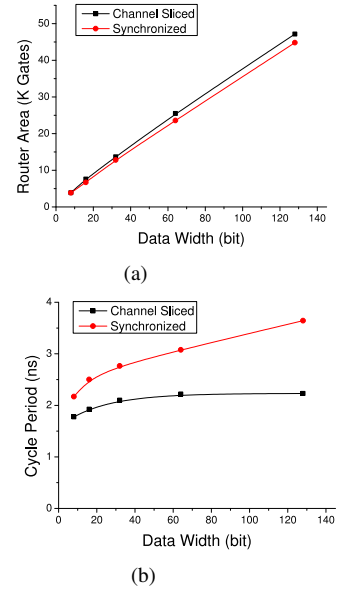 Channel Sliced
Synchronized
Router Area (K Gates)
50
40
30
20
10
0
0 20 40 60 80 100 120 140
Data Width (bit)
(a)
Channel Sliced
Synchronized
Cycle Period (ns)
4
3
2
1
0
0 20 40 60 80 100 120 140
Data Width (bit)
(b)